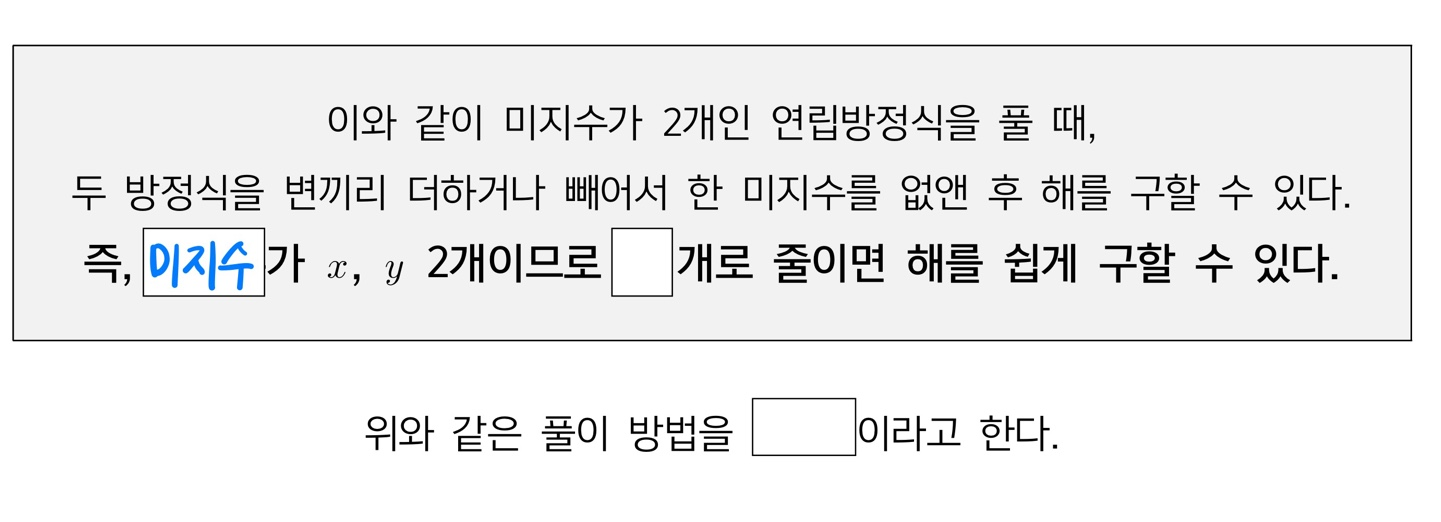 이와 같이 미지수가 2개인 연립방정식을 풀 때,
두 방정식을 변끼리 더하거나 빼어서 한 미지수를 없앤 후 해를 구할 수 있다.
즉, 미지수가 x, y 2개이므로 개로 줄이면 해를 쉽게 구할 수 있다.
위와 같은 풀이 방법을 이라고 한다.